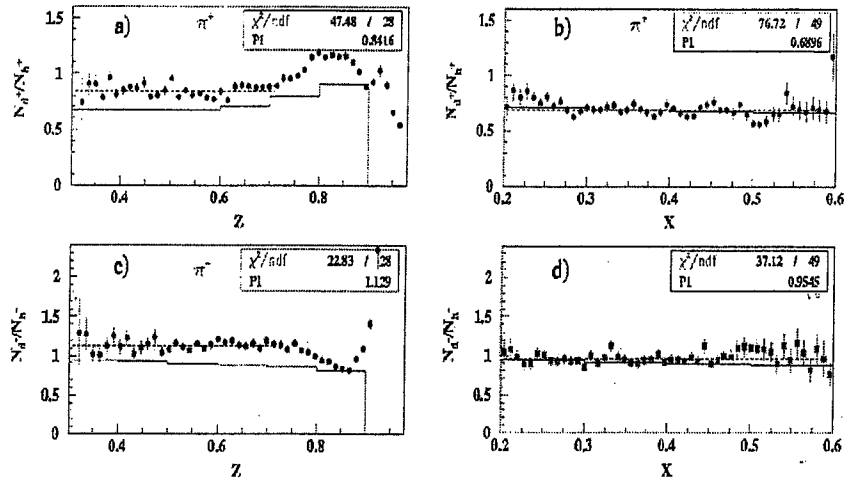 a) π⁺
χ²/ndf 47.48 / 28
P1 0.8416
N_d⁺/N_h⁺
1.5
1
0.5
0
0.4 0.6 0.8
Z
b) π⁺
χ²/ndf 76.72 / 49
P1 0.6896
N_d⁺/N_h⁺
1.5
1
0.5
0
0.2 0.3 0.4 0.5 0.6
X
c) π⁻
χ²/ndf 22.83 / 28
P1 1.129
N_d⁻/N_h⁻
2
1.5
1
0.5
0
0.4 0.6 0.8
Z
d)
χ²/ndf 37.12 / 49
P1 0.9545
N_d⁻/N_h⁻
2
1.5
1
0.5
0
0.2 0.3 0.4 0.5 0.6
X